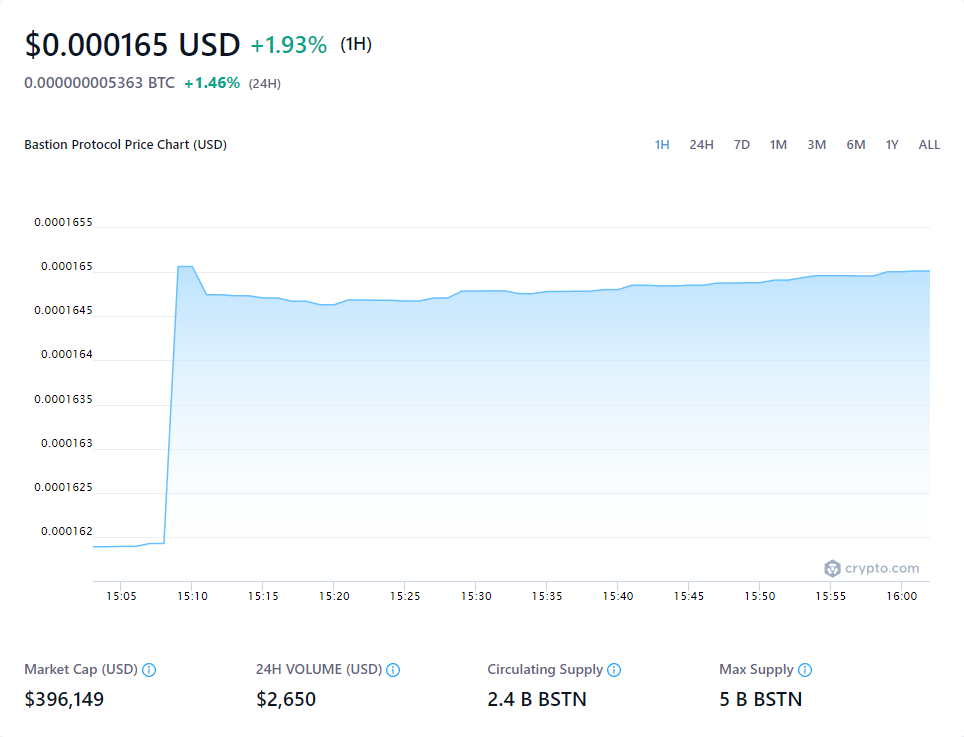 $0.000165 USD +1.93% (1H)
0.000000005363 BTC +1.46% (24H)
Bastion Protocol Price Chart (USD) 1H 24H 7D 1M 3M 6M 1Y ALL
0.0001655
0.000165
0.0001645
0.000164
0.0001635
0.000163
0.0001625
0.000162
crypto.com
15:05 15:10 15:15 15:20 15:25 15:30 15:35 15:40 15:45 15:50 15:55 16:00
Market Cap (USD) 24H VOLUME (USD) Circulating Supply Max Supply
$396,149 $2,650 2.4 B BSTN 5 B BSTN